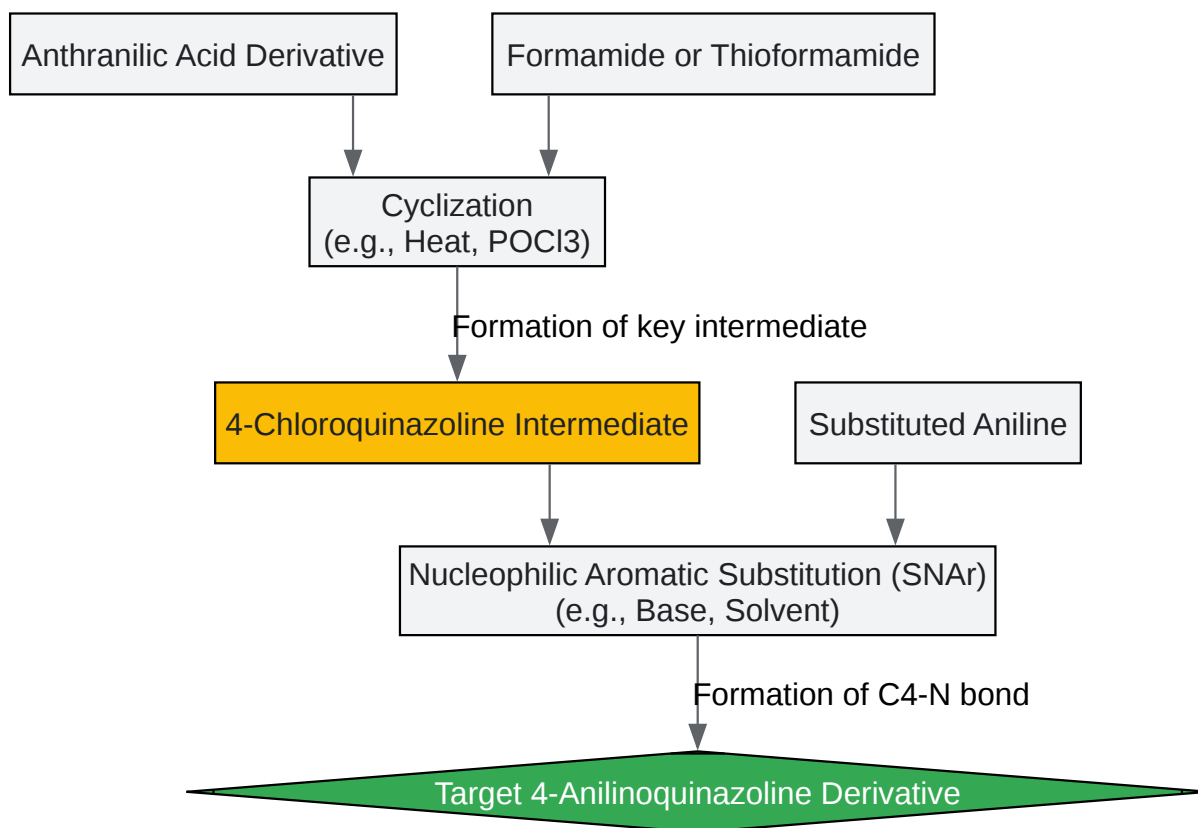 Anthranilic Acid Derivative
Formamide or Thioformamide
Cyclization
(e.g., Heat, POCl3)
Formation of key intermediate
4-Chloroquinazoline Intermediate
Substituted Aniline
Nucleophilic Aromatic Substitution (SNAr)
(e.g., Base, Solvent)
Formation of C4-N bond
Target 4-Anilinoquinazoline Derivative